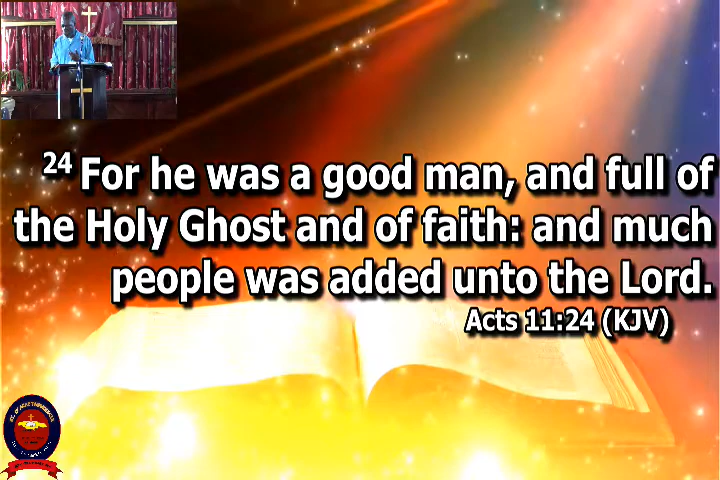 24 For he was a good man, and full of
the Holy Ghost and of faith: and much
people was added unto the Lord.
Acts 11:24 (KJV)